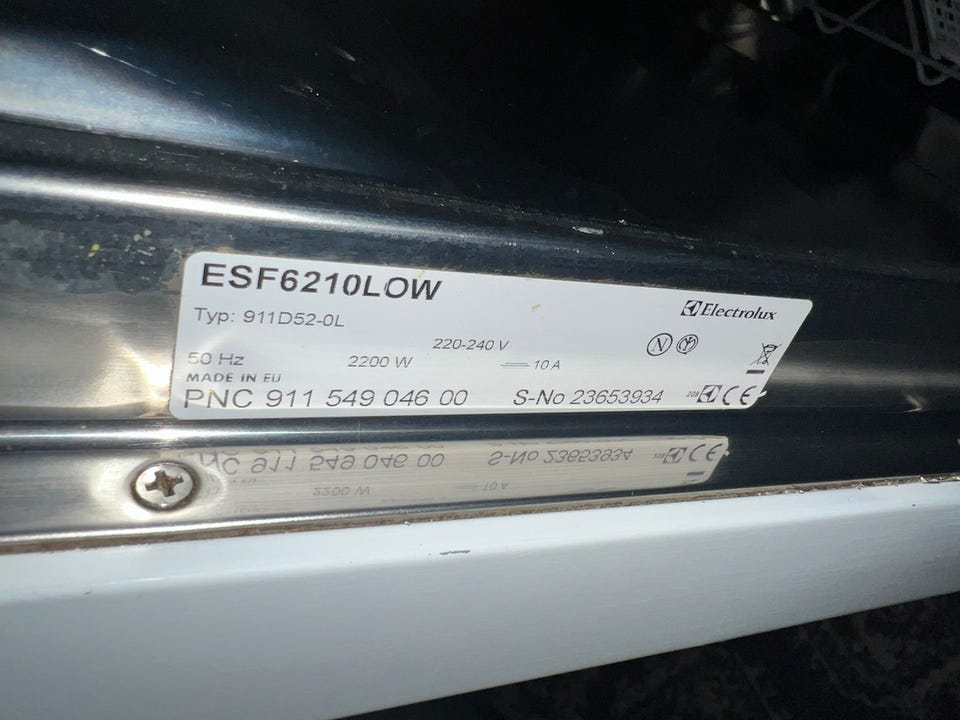 ESF6210LOW
Electrolux
Typ: 911D52-0L
220-240 V
50 Hz 2200 W 10 A
MADE IN EU
PNC 911 549 046 00 S-No 23653934
CE